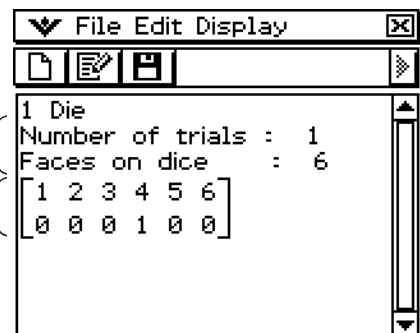 File Edit Display
1 Die
Number of trials : 1
Faces on dice : 6
1 2 3 4 5 6
0 0 0 1 0 0